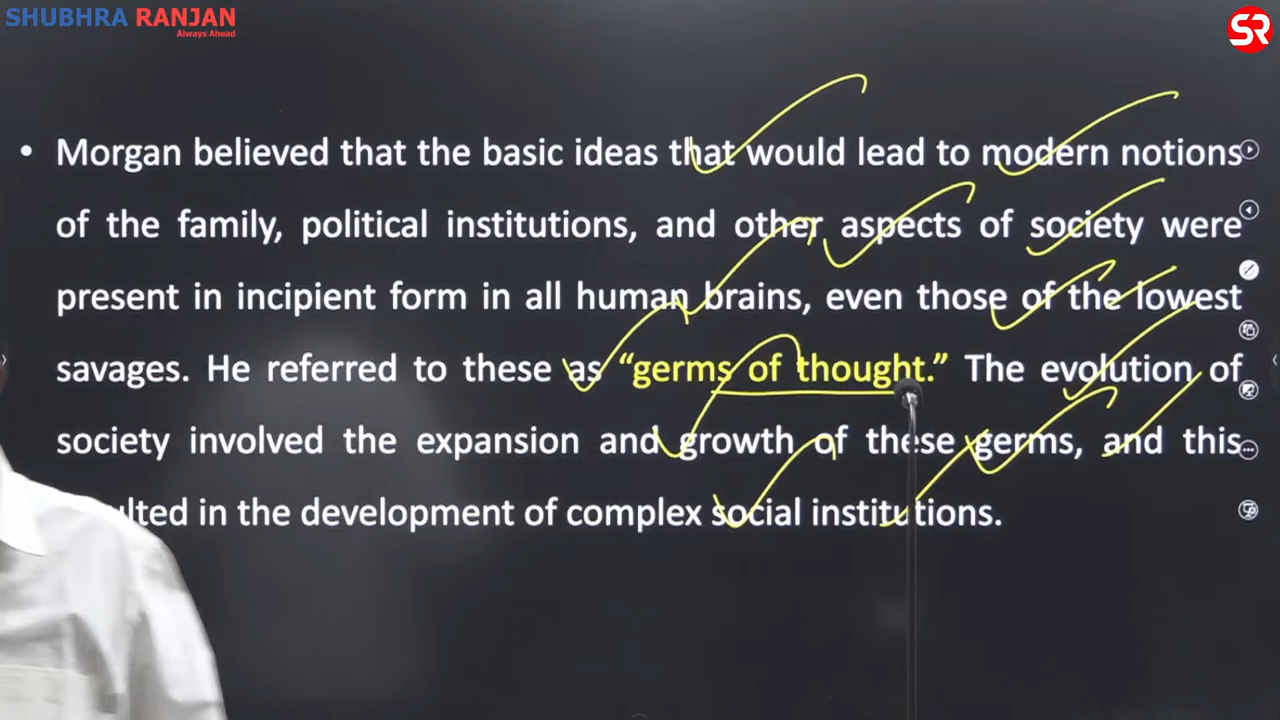 SHUBHRA RANJAN
Always Ahead
SR
• Morgan believed that the basic ideas that would lead to modern notions
of the family, political institutions, and other aspects of society were
present in incipient form in all human brains, even those of the lowest
savages. He referred to these as “germs of thought.” The evolution of
society involved the expansion and growth of these germs, and this
ulted in the development of complex social institutions.